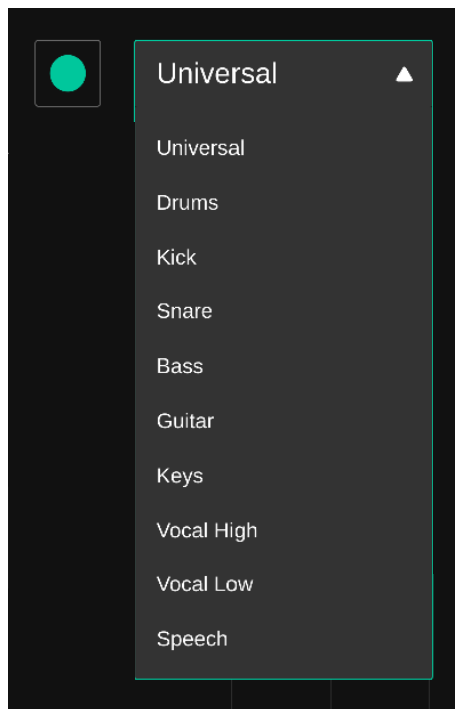 Universal
Universal
Drums
Kick
Snare
Bass
Guitar
Keys
Vocal High
Vocal Low
Speech